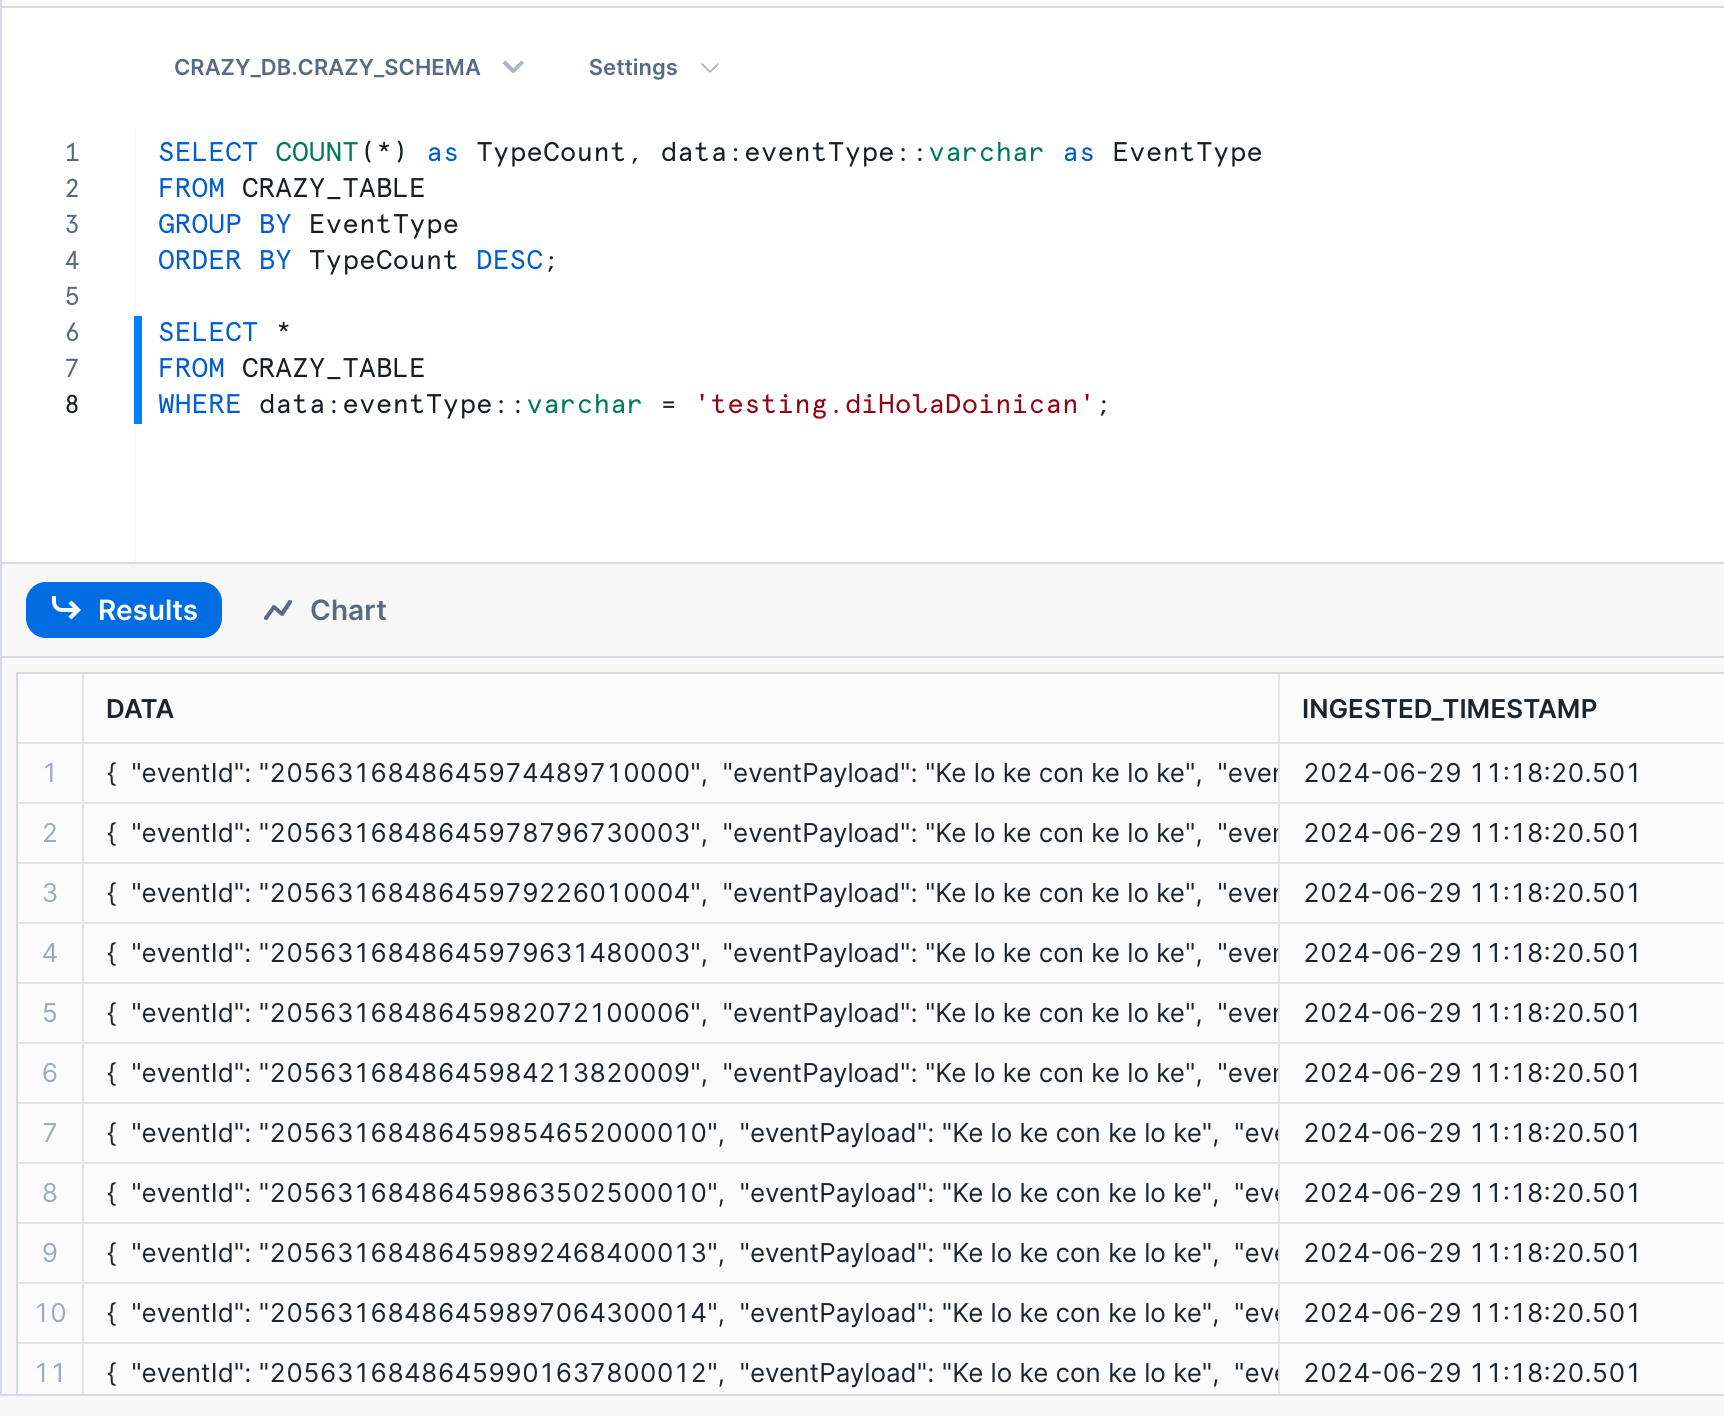 CRAZY_DB.CRAZY_SCHEMA Settings
1 SELECT COUNT(*) as TypeCount, data:eventType::varchar as EventType
2 FROM CRAZY_TABLE
3 GROUP BY EventType
4 ORDER BY TypeCount DESC;
5
6 SELECT *
7 FROM CRAZY_TABLE
8 WHERE data:eventType::varchar = 'testing.diHolaDoinican';
Results Chart
DATA INGESTED_TIMESTAMP
1 { "eventId": "2056316848645974489710000", "eventPayload": "Ke lo ke con ke lo ke", "ever 2024-06-29 11:18:20.501
2 { "eventId": "2056316848645978796730003", "eventPayload": "Ke lo ke con ke lo ke", "ever 2024-06-29 11:18:20.501
3 { "eventId": "2056316848645979226010004", "eventPayload": "Ke lo ke con ke lo ke", "ever 2024-06-29 11:18:20.501
4 { "eventId": "2056316848645979631480003", "eventPayload": "Ke lo ke con ke lo ke", "ever 2024-06-29 11:18:20.501
5 { "eventId": "2056316848645982072100006", "eventPayload": "Ke lo ke con ke lo ke", "ever 2024-06-29 11:18:20.501
6 { "eventId": "2056316848645984213820009", "eventPayload": "Ke lo ke con ke lo ke", "ever 2024-06-29 11:18:20.501
7 { "eventId": "20563168486459854652000010", "eventPayload": "Ke lo ke con ke lo ke", "eve 2024-06-29 11:18:20.501
8 { "eventId": "20563168486459863502500010", "eventPayload": "Ke lo ke con ke lo ke", "eve 2024-06-29 11:18:20.501
9 { "eventId": "20563168486459892468400013", "eventPayload": "Ke lo ke con ke lo ke", "eve 2024-06-29 11:18:20.501
10 { "eventId": "20563168486459897064300014", "eventPayload": "Ke lo ke con ke lo ke", "eve 2024-06-29 11:18:20.501
11 { "eventId": "20563168486459901637800012", "eventPayload": "Ke lo ke con ke lo ke", "eve 2024-06-29 11:18:20.501